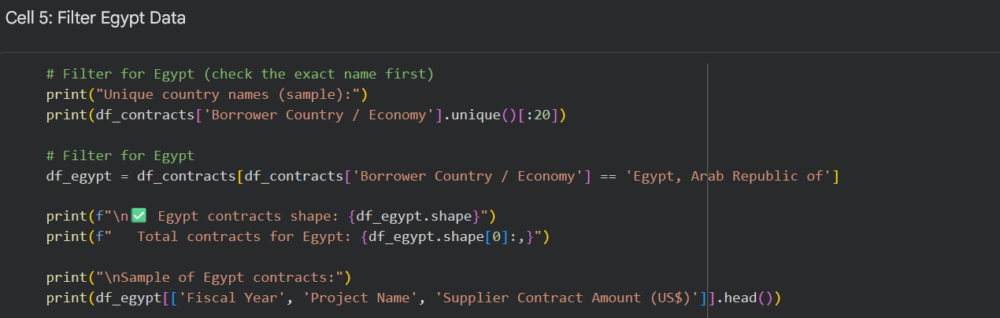 Cell 5: Filter Egypt Data
# Filter for Egypt (check the exact name first)
print("Unique country names (sample):")
print(df_contracts['Borrower Country / Economy'].unique()[:20])
# Filter for Egypt
df_egypt = df_contracts[df_contracts['Borrower Country / Economy'] == 'Egypt, Arab Republic of']
print(f"\n✅ Egypt contracts shape: {df_egypt.shape}")
print(f"   Total contracts for Egypt: {df_egypt.shape[0]:,}")
print("\nSample of Egypt contracts:")
print(df_egypt[['Fiscal Year', 'Project Name', 'Supplier Contract Amount (US$)']].head())